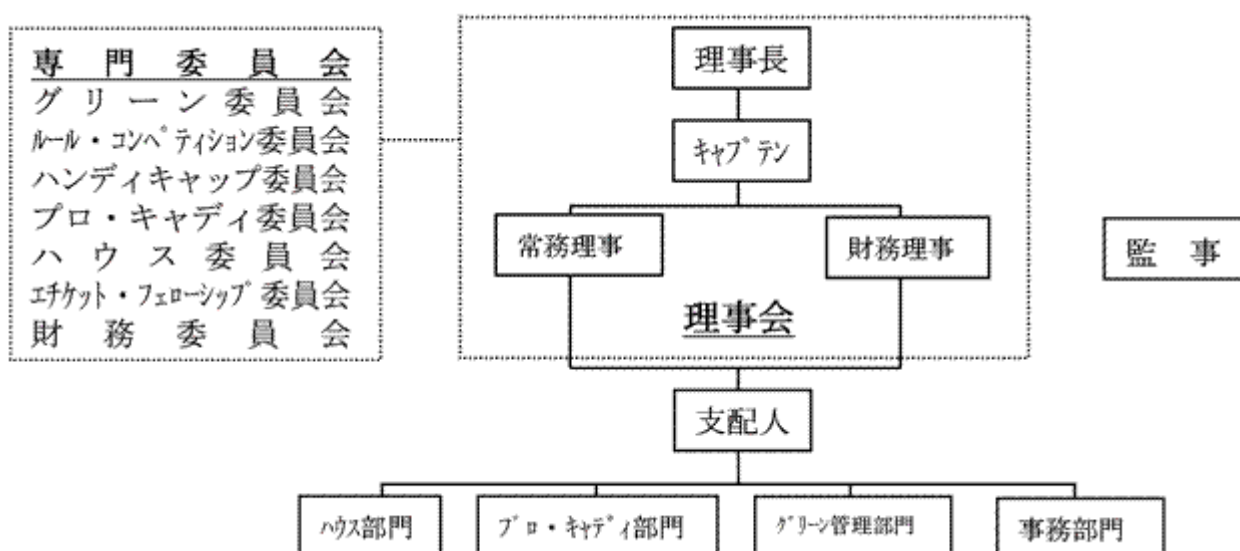 専門委員会
グリーン委員会
ルール・コンペティション委員会
ハンディキャップ委員会
プロ・キャディ委員会
ハウス委員会
エチケット・フェローシップ委員会
財務委員会
理事長
キャプテン
常務理事
財務理事
理事会
監事
支配人
ハウス部門
プロ・キャディ部門
グリーン管理部門
事務部門